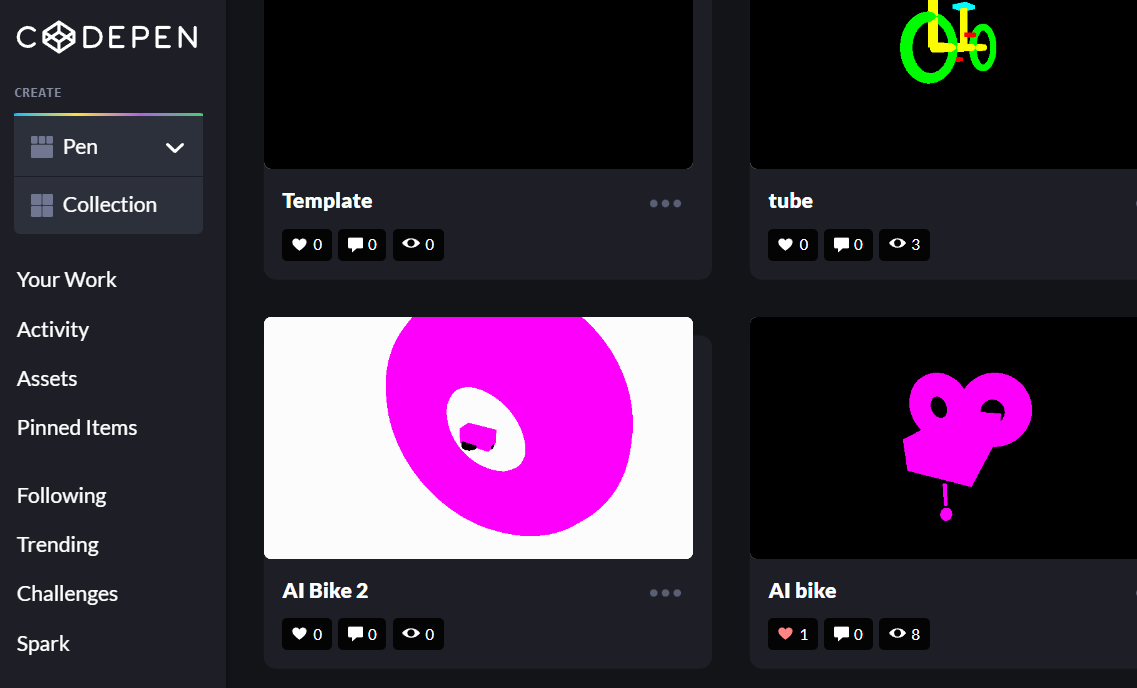 CODEPEN
CREATE
Pen
Collection
Your Work
Activity
Assets
Pinned Items
Following
Trending
Challenges
Spark
Template
0 0 0
tube
0 0 3
AI Bike 2
0 0 0
AI bike
1 0 8